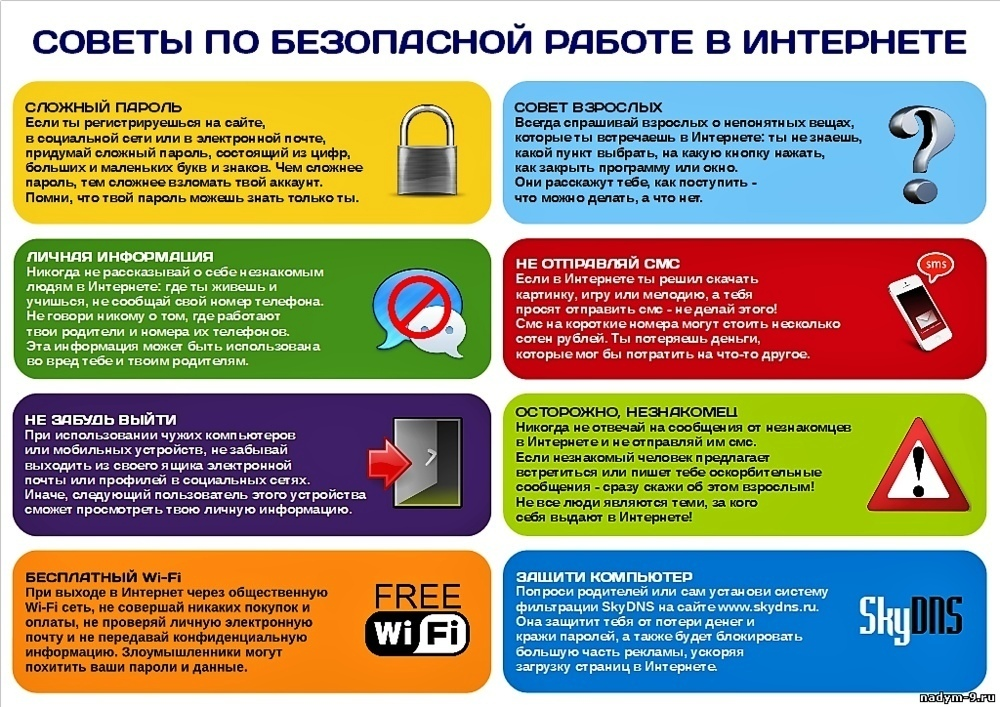 СОВЕТЫ ПО БЕЗОПАСНОЙ РАБОТЕ В ИНТЕРНЕТЕ
СЛОЖНЫЙ ПАРОЛЬ
Если ты регистрируешься на сайте,
в социальной сети или в электронной почте,
придумай сложный пароль, состоящий из цифр,
больших и маленьких букв и знаков. Чем сложнее
пароль, тем сложнее взломать твой аккаунт.
Помни, что твой пароль можешь знать только ты.
СОВЕТ ВЗРОСЛЫХ
Всегда спрашивай взрослых о непонятных вещах,
которые ты встречаешь в Интернете: ты не знаешь,
какой пункт выбрать, на какую кнопку нажать,
как закрыть программу или окно.
Они расскажут тебе, как поступить -
что можно делать, а что нет.
ЛИЧНАЯ ИНФОРМАЦИЯ
Никогда не рассказывай о себе незнакомым
людям в Интернете: где ты живешь и
учишься, не сообщай свой номер телефона.
Не говори никому о том, где работают
твои родители и номера их телефонов.
Эта информация может быть использована
во вред тебе и твоим родителям.
НЕ ОТПРАВЛЯЙ СМС
Если в Интернете ты решил скачать
картинку, игру или мелодию, а тебя
просят отправить смс - не делай этого!
Смс на короткие номера могут стоить несколько
сотен рублей. Ты потеряешь деньги,
которые мог бы потратить на что-то другое.
sms
НЕ ЗАБУДЬ ВЫЙТИ
При использовании чужих компьютеров
или мобильных устройств, не забывай
выходить из своего ящика электронной
почты или профилей в социальных сетях.
Иначе, следующий пользователь этого устройства
сможет просмотреть твою личную информацию.
ОСТОРОЖНО, НЕЗНАКОМЕЦ
Никогда не отвечай на сообщения от незнакомцев
в Интернете и не отправляй им смс.
Если незнакомый человек предлагает
встретиться или пишет тебе оскорбительные
сообщения - сразу скажи об этом взрослым!
Не все люди являются теми, за кого
себя выдают в Интернете!
БЕСПЛАТНЫЙ Wi-Fi
При выходе в Интернет через общественную
Wi-Fi сеть, не совершай никаких покупок и
оплаты, не проверяй личную электронную
почту и не передавай конфиденциальную
информацию. Злоумышленники могут
похитить ваши пароли и данные.
FREE
Wi Fi
ЗАЩИТИ КОМПЬЮТЕР
Попроси родителей или сам установи систему
фильтрации SkyDNS на сайте www.skydns.ru.
Она защитит тебя от потери денег и
кражи паролей, а также будет блокировать
большую часть рекламы, ускоряя
загрузку страниц в Интернете.
SkyDNS
nadym-9.ru